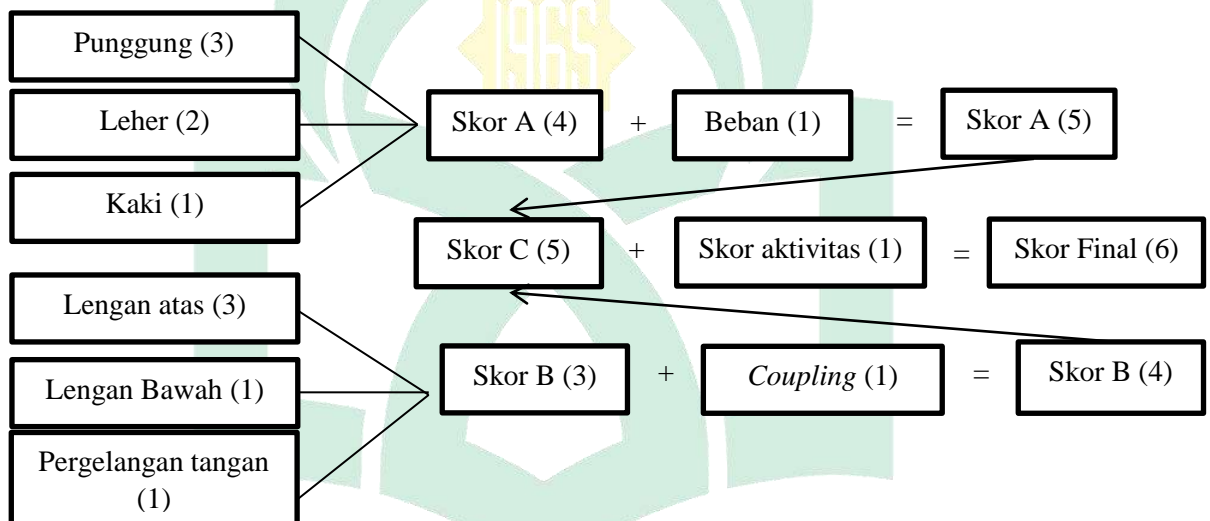 Punggung (3)
Leher (2)
Kaki (1)
Skor A (4) + Beban (1) = Skor A (5)
Skor C (5) + Skor aktivitas (1) = Skor Final (6)
Lengan atas (3)
Lengan Bawah (1)
Pergelangan tangan
(1)
Skor B (3) + Coupling (1) = Skor B (4)
1965